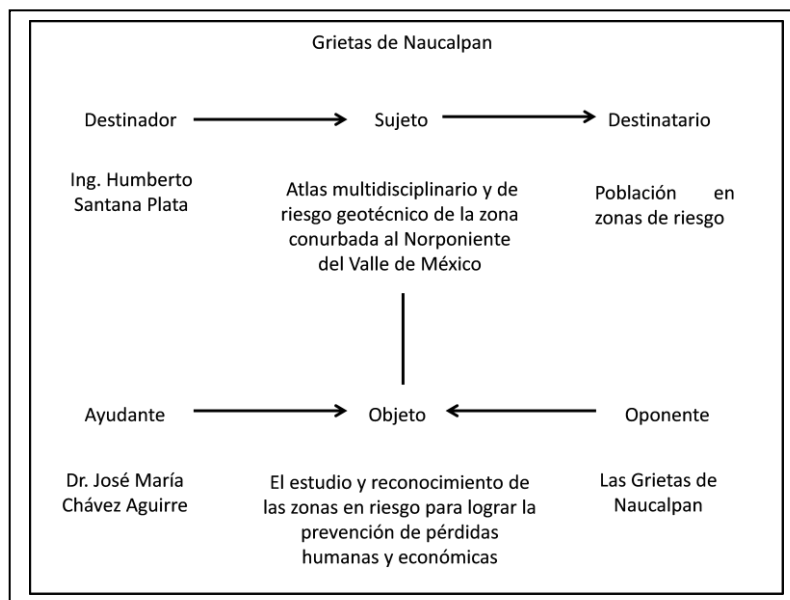 Grietas de Naucalpan
Destinador
Sujeto
Destinatario
Ing. Humberto
Santana Plata
Atlas multidisciplinario y de
riesgo geotécnico de la zona
conurbada al Norponiente
del Valle de México
Población en
zonas de riesgo
Ayudante
Objeto
Oponente
Dr. José María
Chávez Aguirre
El estudio y reconocimiento de
las zonas en riesgo para lograr la
prevención de pérdidas
humanas y económicas
Las Grietas de
Naucalpan